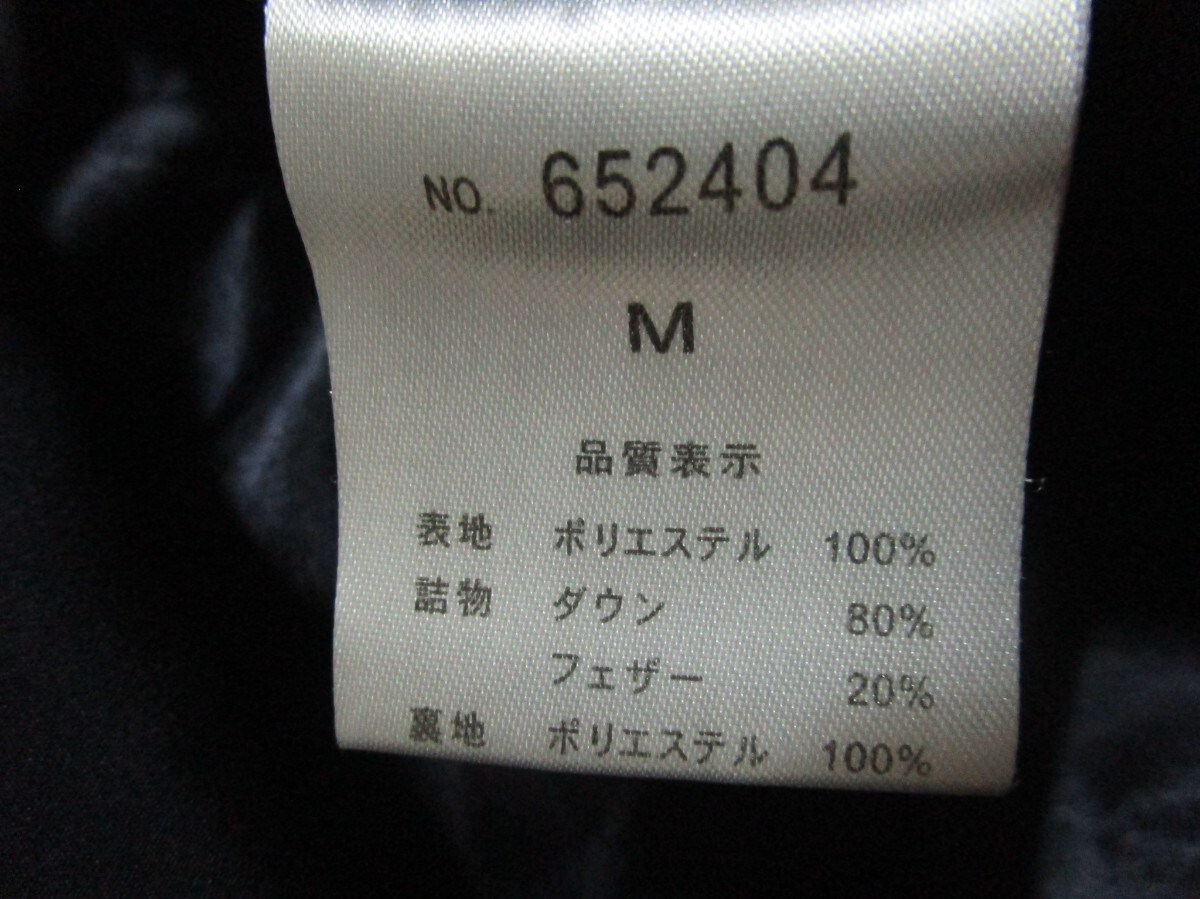 NO. 652404
M
品質表示
表地 ポリエステル 100%
詰物 ダウン 80%
フェザー 20%
裏地 ポリエステル 100%